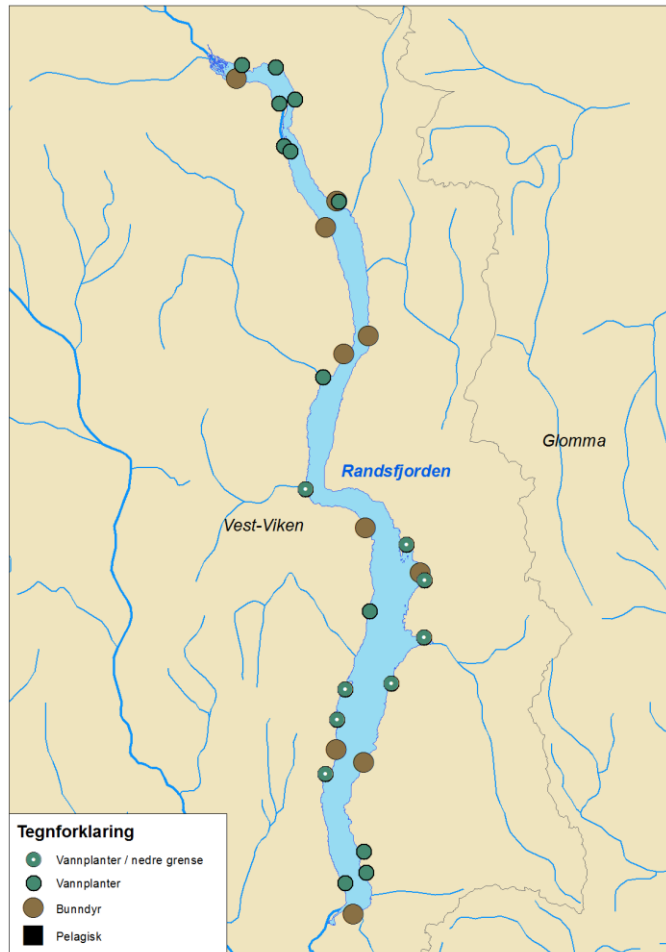 Glomma
Randsfjorden
Vest-Viken
Tegnforklaring
Vannplanter / nedre grense
Vannplanter
Bunndyr
Pelagisk